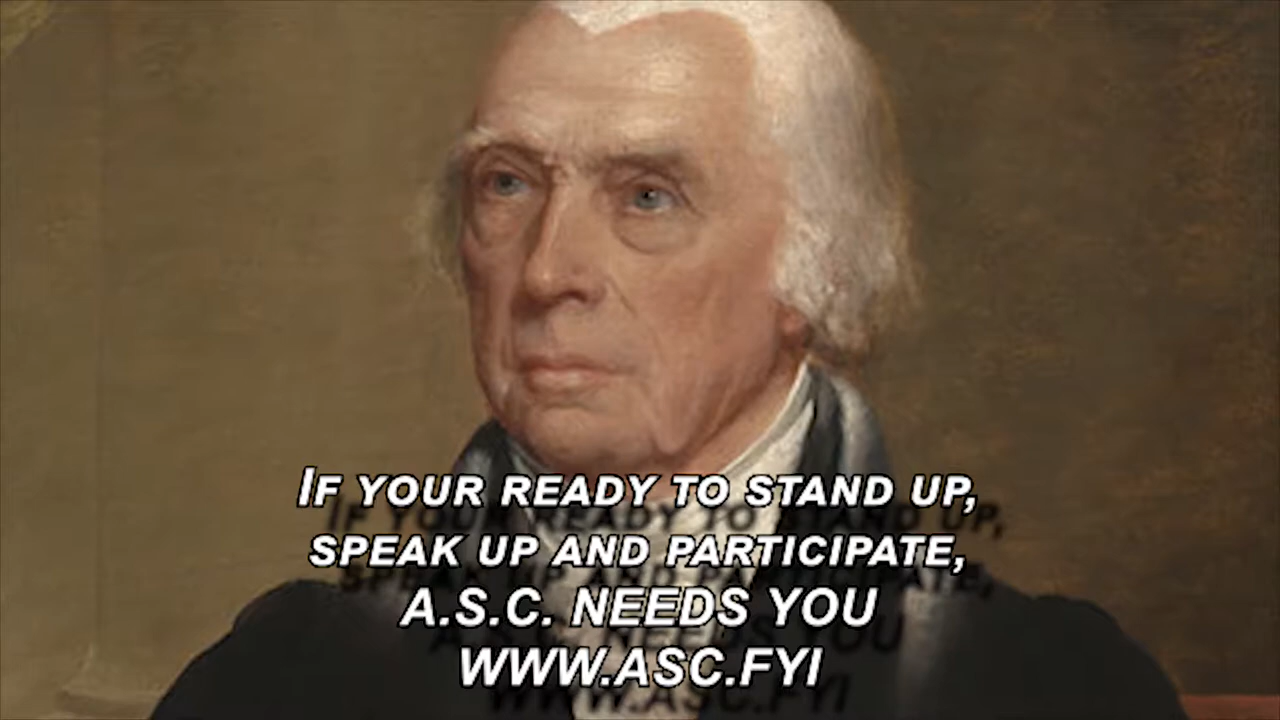 If your ready to stand up,
speak up and participate,
A.S.C. needs you
www.asc.fyi